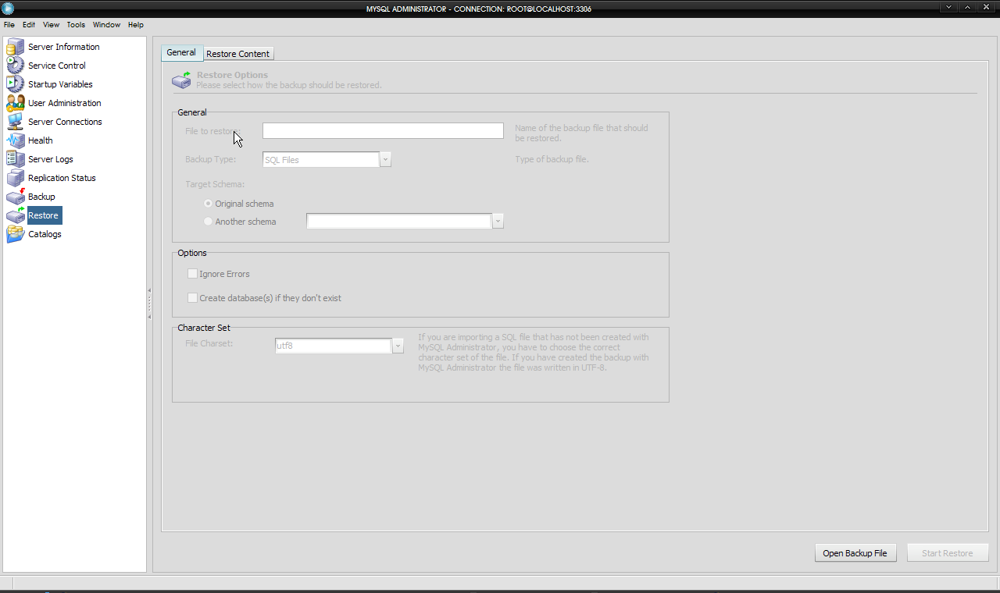 MYSQL ADMINISTRATOR - CONNECTION: ROOT@LOCALHOST:3306
File Edit View Tools Window Help
Server Information
Service Control
Startup Variables
User Administration
Server Connections
Health
Server Logs
Replication Status
Backup
Restore
Catalogs
General Restore Content
Restore Options
Please select how the backup should be restored.
General
File to restore:
Name of the backup file that should
be restored.
Backup Type: SQL Files
Type of backup file.
Target Schema:
Original schema
Another schema
Options
Ignore Errors
Create database(s) if they don't exist
Character Set
File Charset: utf8
If you are importing a SQL file that has not been created with
MySQL Administrator, you have to choose the correct
character set of the file. If you have created the backup with
MySQL Administrator the file was written in UTF-8.
Open Backup File Start Restore